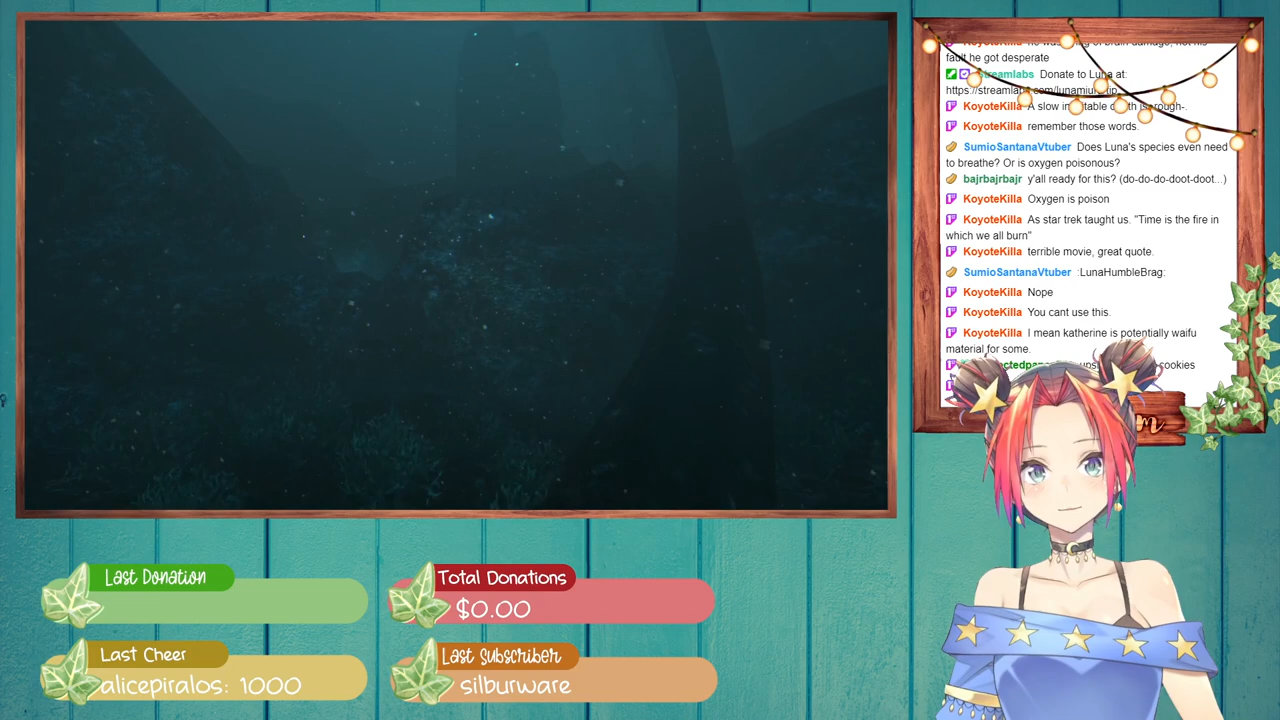 fault he got desperate
streamlabs Donate to Luna at:
KoyoteKilla A slow
KoyoteKilla remember those words.
SumioSantanaVtuber Does Luna's species even need
to breathe? Or is oxygen poisonous?
bajrbajrbajr y'all ready for this? (do-do-do-doot-doot...)
KoyoteKilla Oxygen is poison
KoyoteKilla As star trek taught us. "Time is the fire in
which we all burn"
KoyoteKilla terrible movie, great quote.
SumioSantanaVtuber :LunaHumbleBrag:
KoyoteKilla Nope
KoyoteKilla You cant use this.
KoyoteKilla I mean katherine is potentially waifu
material for some.
cookies
Last Donation
Total Donations
$0.00
Last Cheer
alicepiralos: 1000
Last Subscriber
silburware